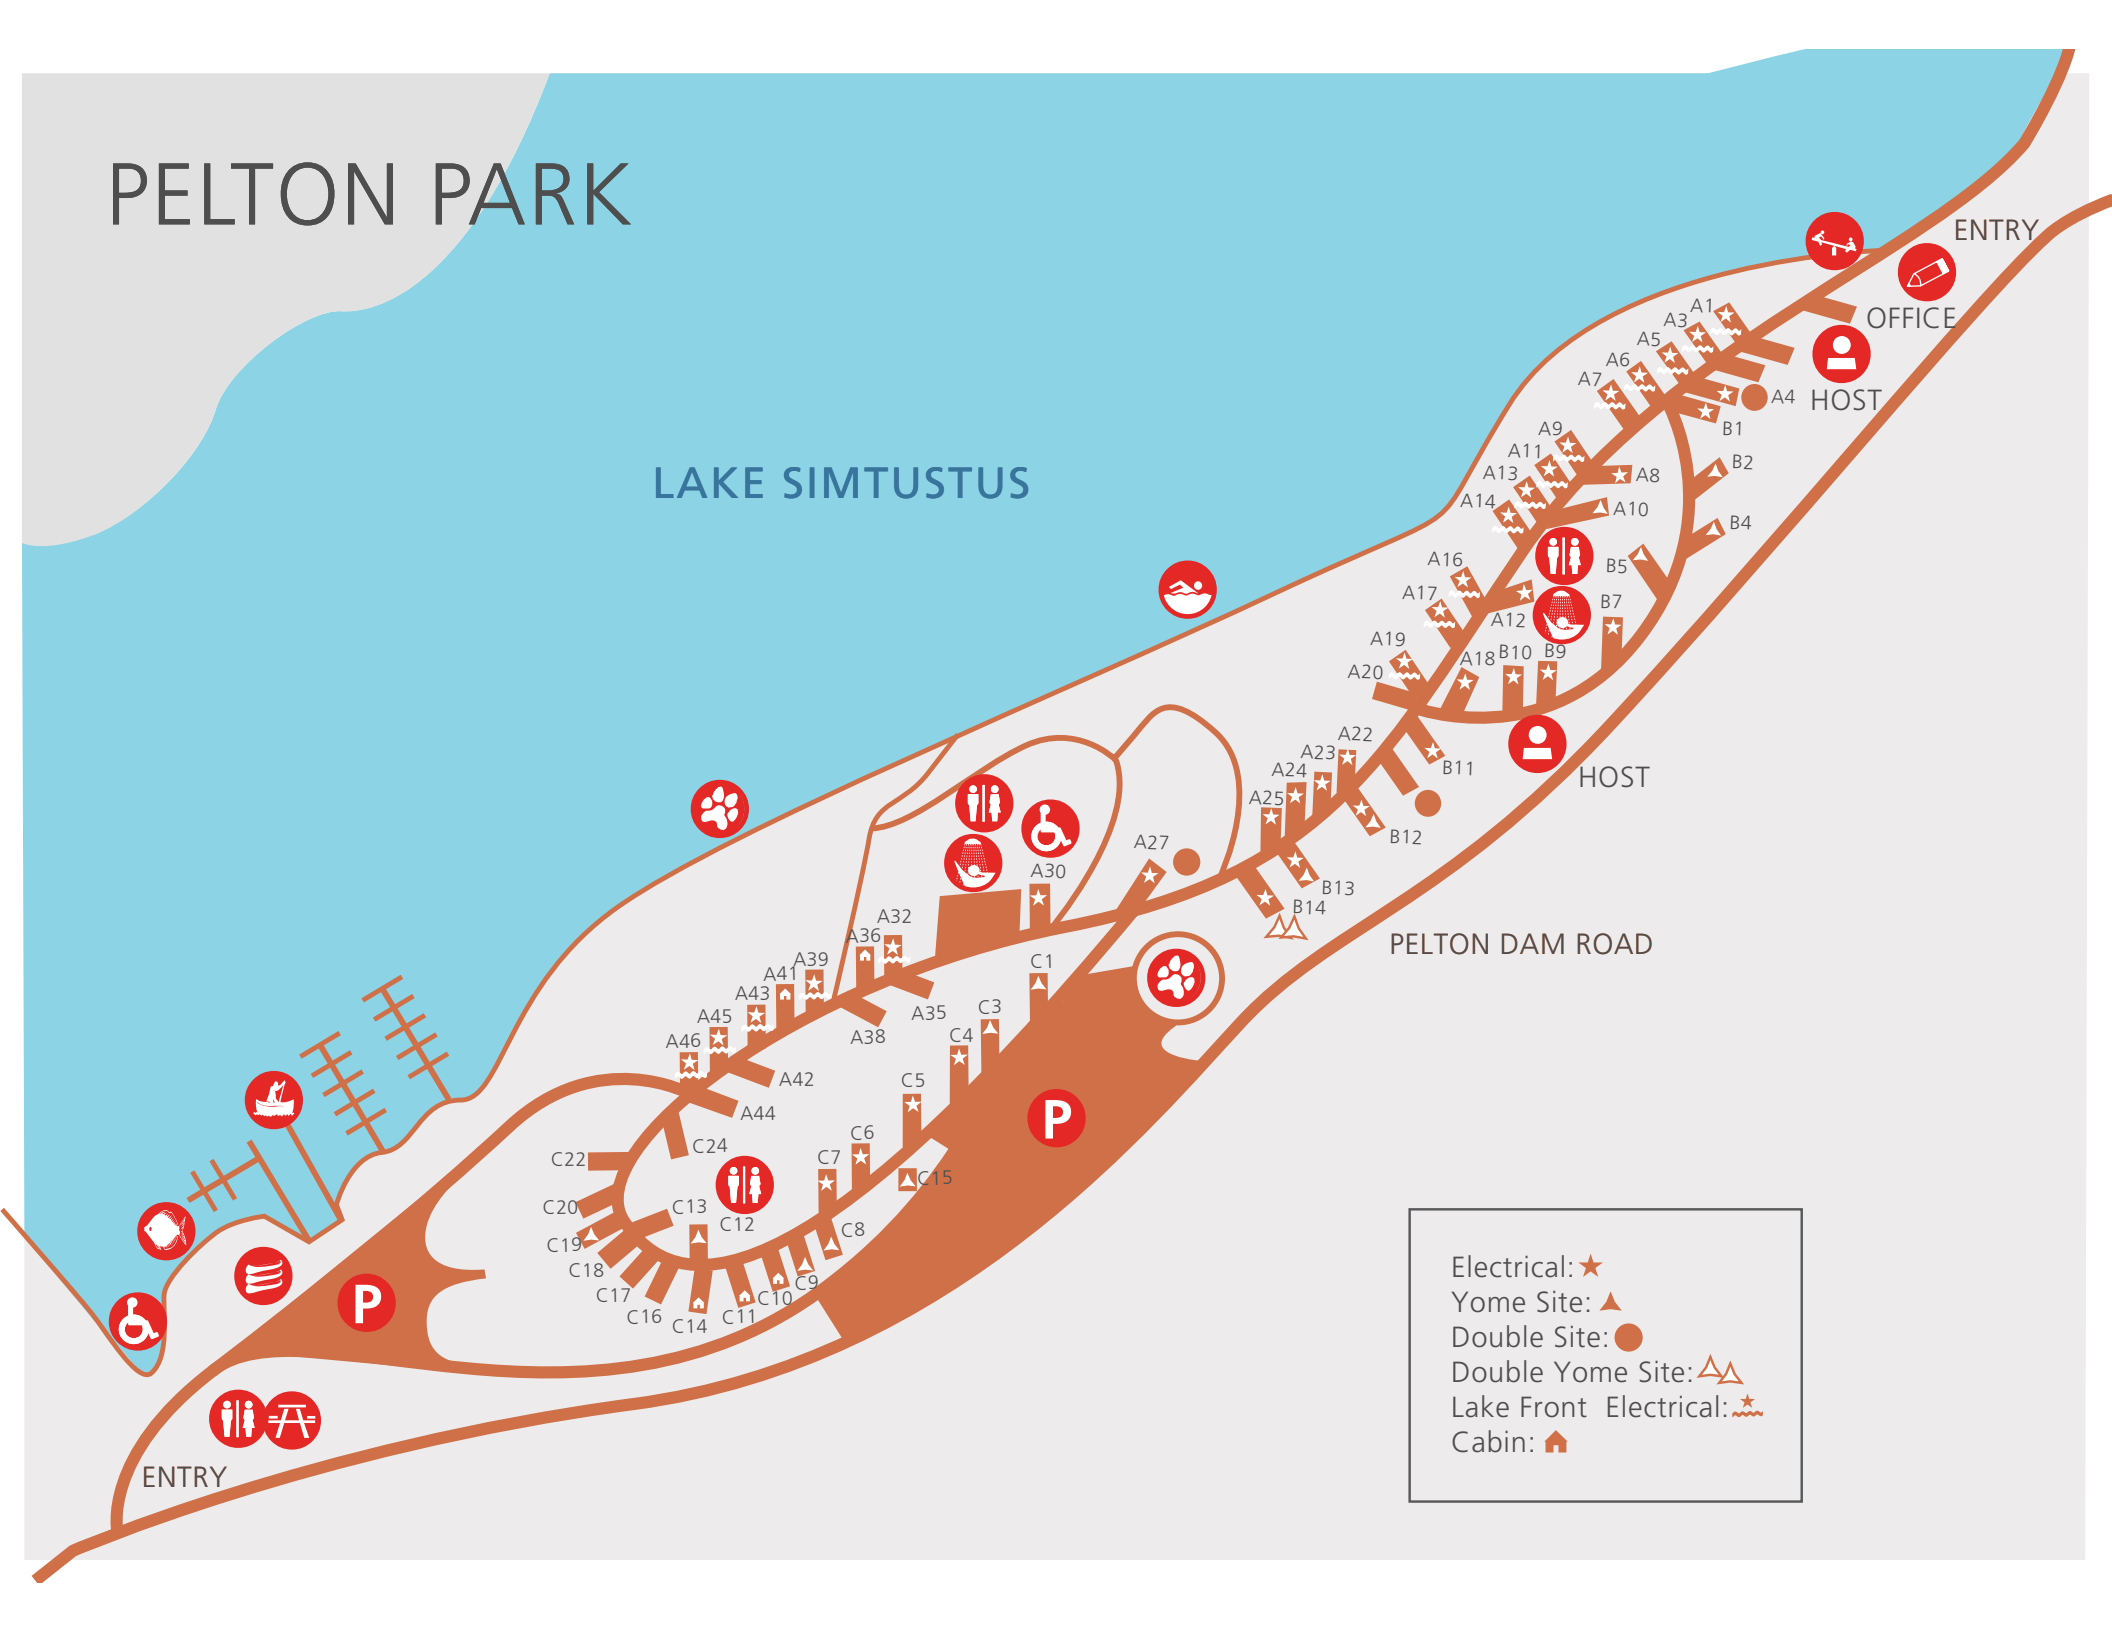 PELTON PARK
LAKE SIMTUSTUS
ENTRY
OFFICE
HOST
A1
A3
A5
A6
A7
A4
B1
A9
A11
A13
A14
A8
A10
B2
B4
B5
B7
A16
A17
A12
A19
A20
A18
B10
B9
HOST
A22
A23
A24
A25
B11
B12
B13
B14
A27
A30
A32
A36
A39
A41
A43
A45
A46
A35
A38
A42
A44
PELTON DAM ROAD
C1
C3
C4
C5
C6
C7
C15
C8
C9
C10
C11
C12
C13
C14
C16
C17
C18
C19
C20
C22
C24
P
P
ENTRY
Electrical:
Yome Site:
Double Site:
Double Yome Site:
Lake Front Electrical:
Cabin: